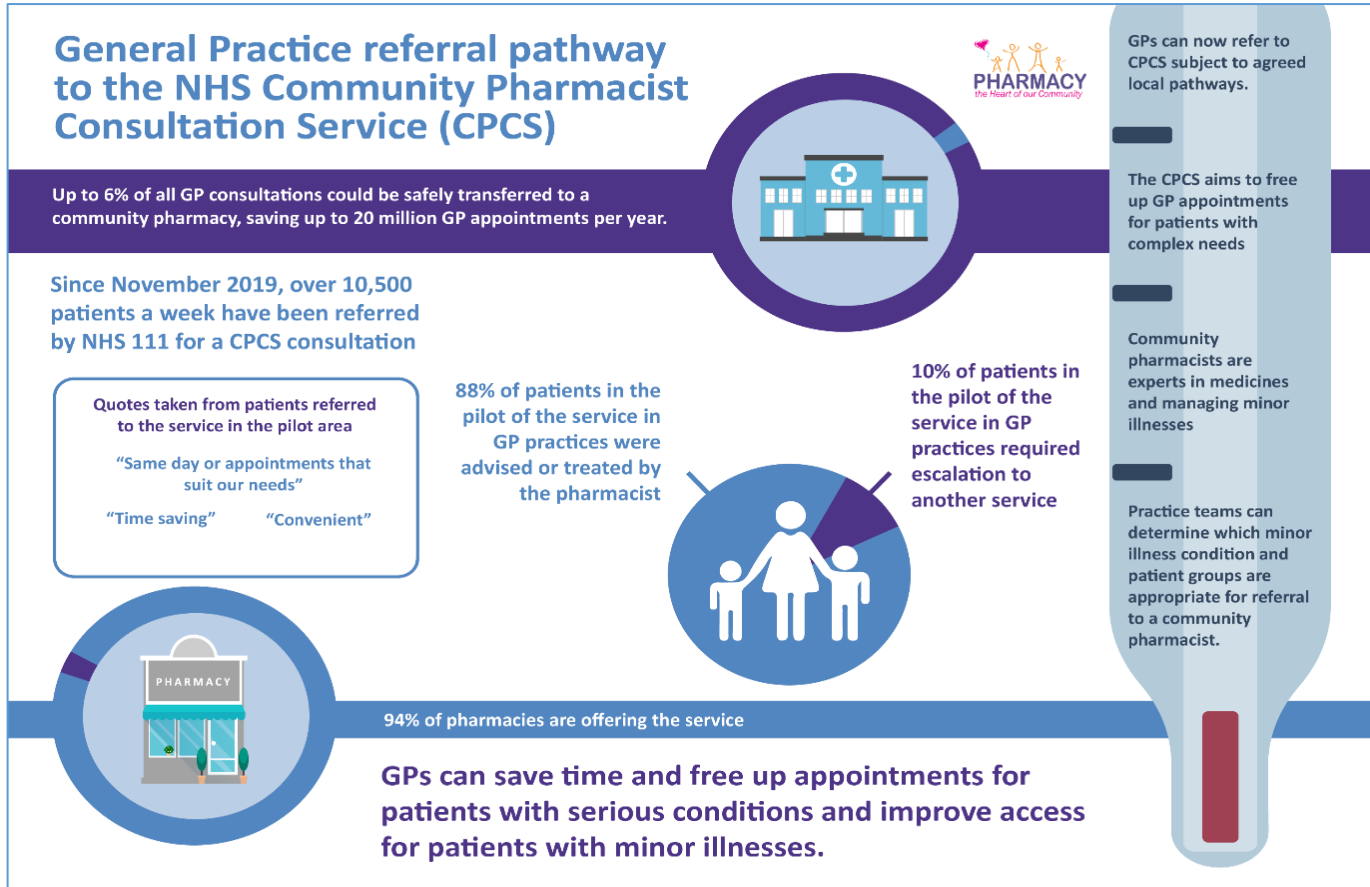 General Practice referral pathway
to the NHS Community Pharmacist
Consultation Service (CPCS)
PHARMACY
the Heart of our Community
Up to 6% of all GP consultations could be safely transferred to a
community pharmacy, saving up to 20 million GP appointments per year.
Since November 2019, over 10,500
patients a week have been referred
by NHS 111 for a CPCS consultation
Quotes taken from patients referred
to the service in the pilot area
“Same day or appointments that
suit our needs”
“Time saving”
“Convenient”
88% of patients in the
pilot of the service in
GP practices were
advised or treated by
the pharmacist
10% of patients in
the pilot of the
service in GP
practices required
escalation to
another service
PHARMACY
94% of pharmacies are offering the service
GPs can save time and free up appointments for
patients with serious conditions and improve access
for patients with minor illnesses.
GPs can now refer to
CPCS subject to agreed
local pathways.
The CPCS aims to free
up GP appointments
for patients with
complex needs
Community
pharmacists are
experts in medicines
and managing minor
illnesses
Practice teams can
determine which minor
illness condition and
patient groups are
appropriate for referral
to a community
pharmacist.